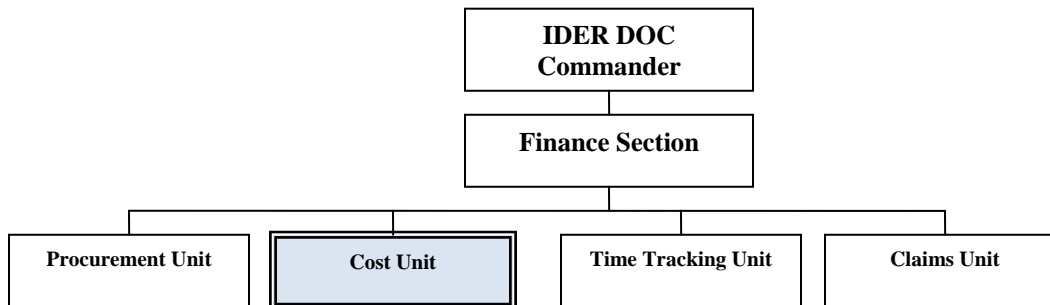 IDER DOC
Commander
Finance Section
Procurement Unit
Cost Unit
Time Tracking Unit
Claims Unit